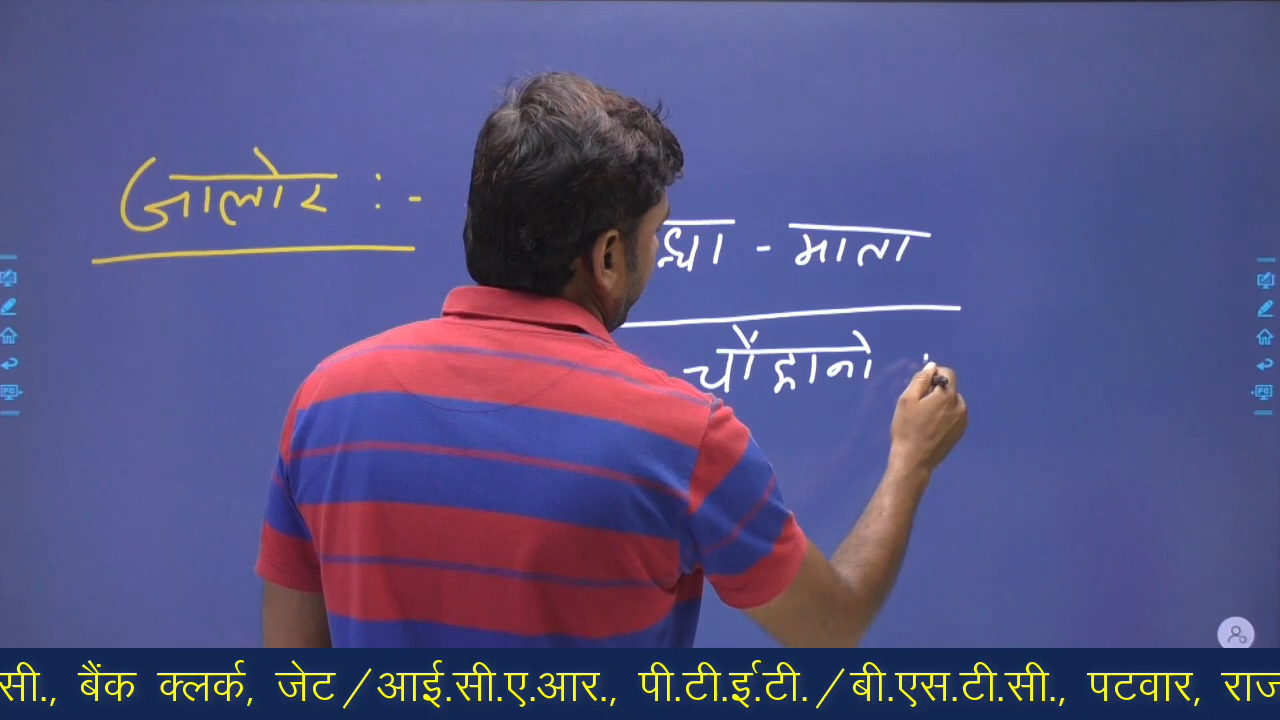 जालोर :-
माता
चौहानो
सी., बैंक क्लर्क, जेट/आई.सी.ए.आर., पी.टी.ई.टी./बी.एस.टी.सी., पटवार, राज